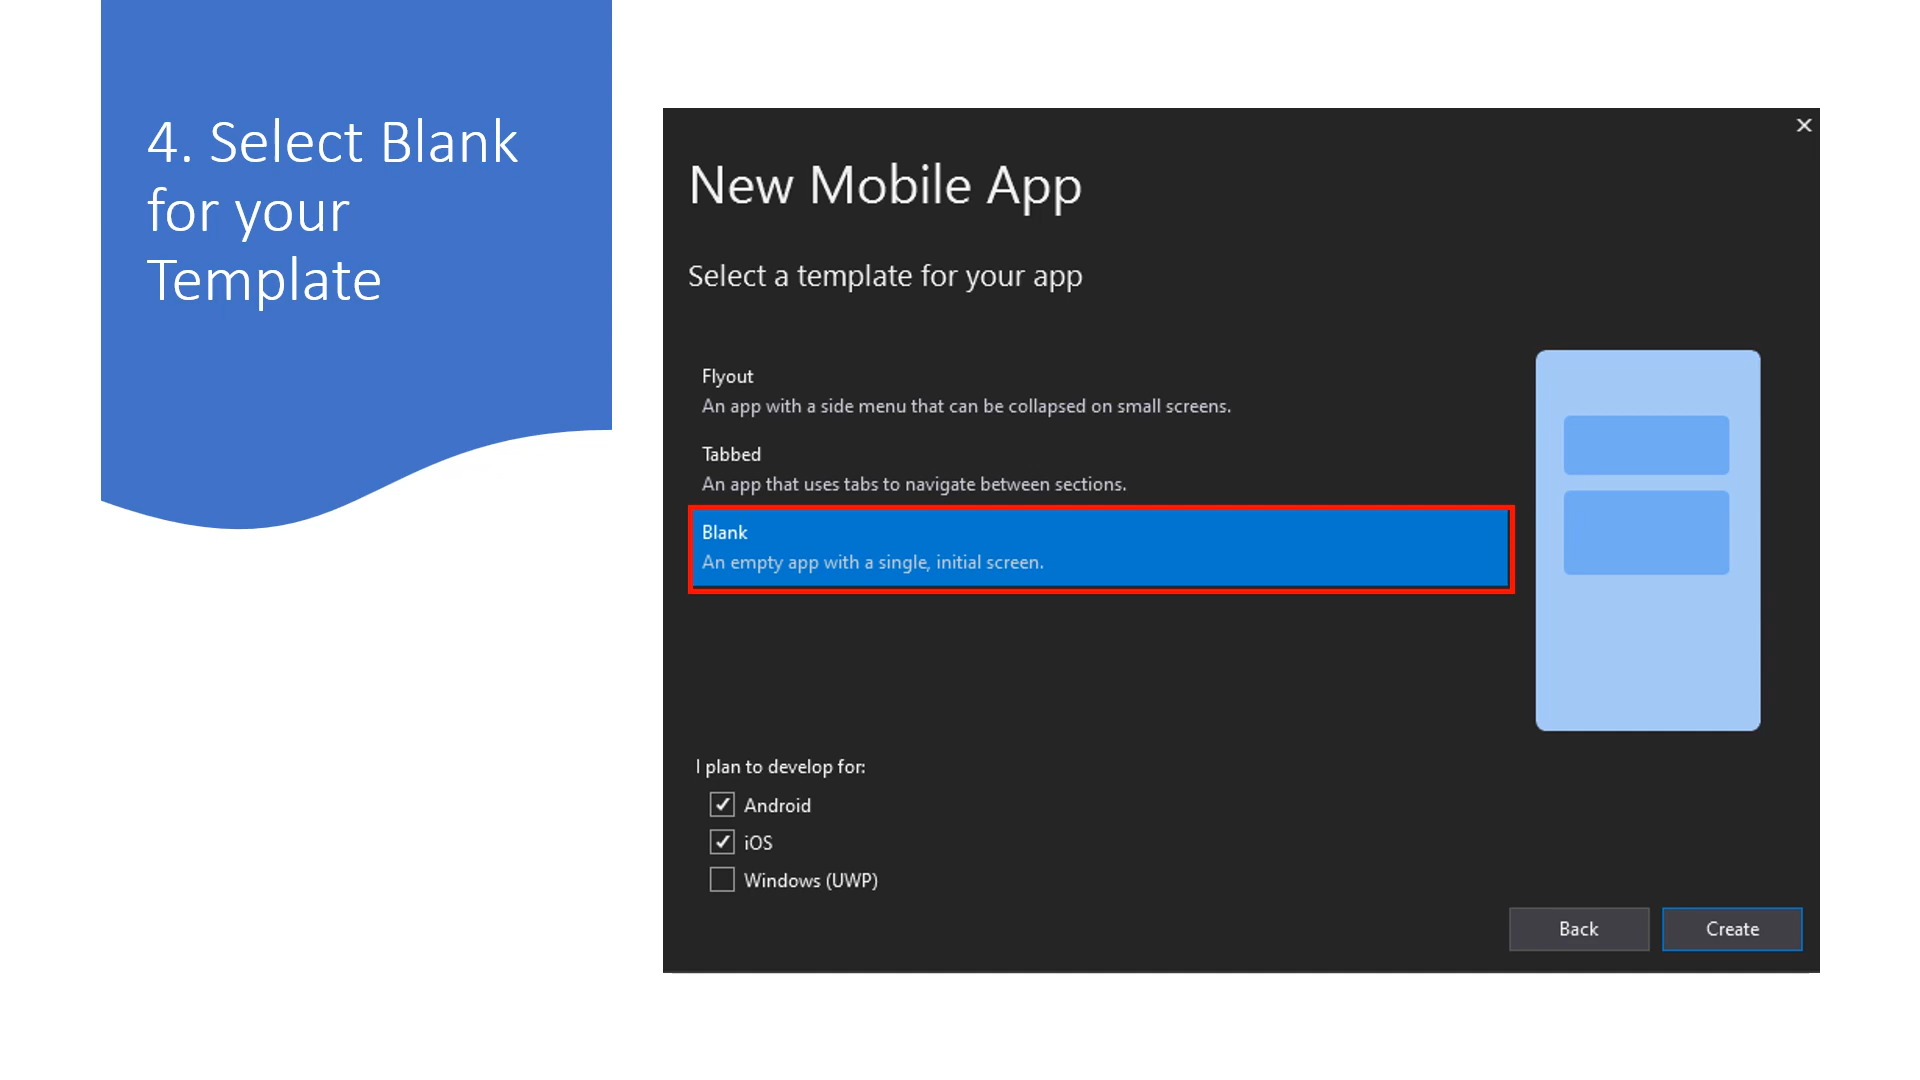 4. Select Blank
for your
Template
New Mobile App
Select a template for your app
Flyout
An app with a side menu that can be collapsed on small screens.
Tabbed
An app that uses tabs to navigate between sections.
Blank
An empty app with a single, initial screen.
I plan to develop for:
Android
iOS
Windows (UWP)
Back
Create